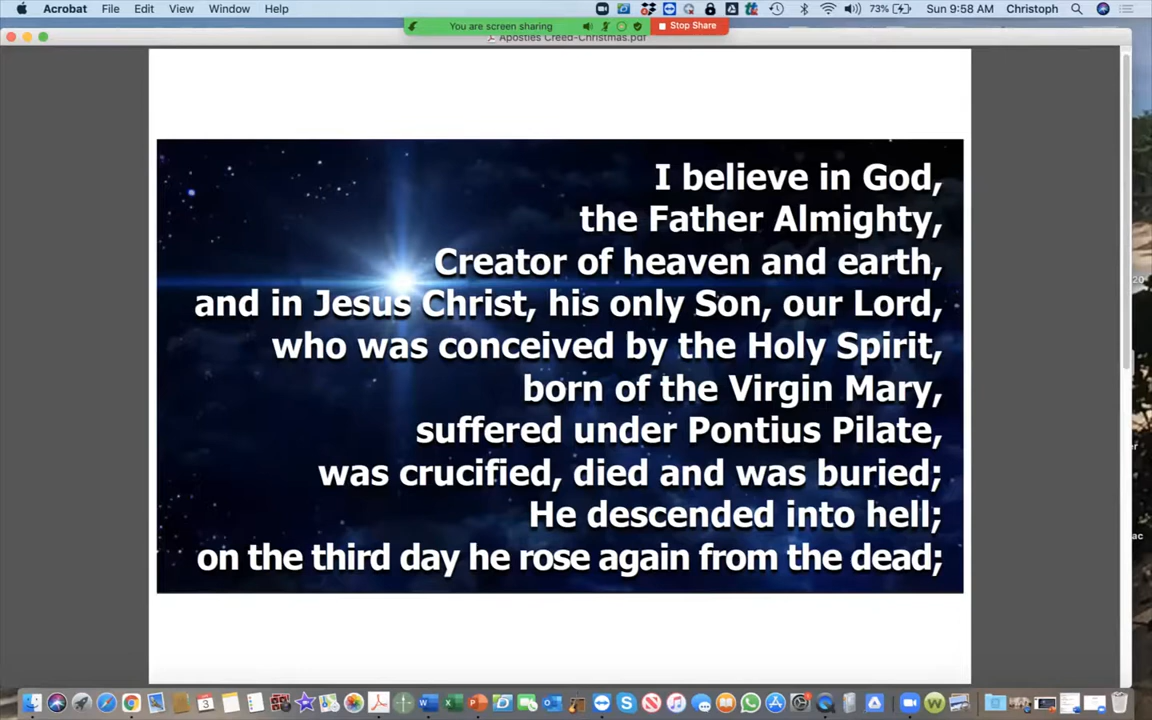 Acrobat File Edit View Window Help 73% Sun 9:58 AM Christoph
You are screen sharing Stop Share
Apostles Creed-Christmas.pdf
I believe in God,
the Father Almighty,
Creator of heaven and earth,
and in Jesus Christ, his only Son, our Lord,
who was conceived by the Holy Spirit,
born of the Virgin Mary,
suffered under Pontius Pilate,
was crucified, died and was buried;
He descended into hell;
on the third day he rose again from the dead;